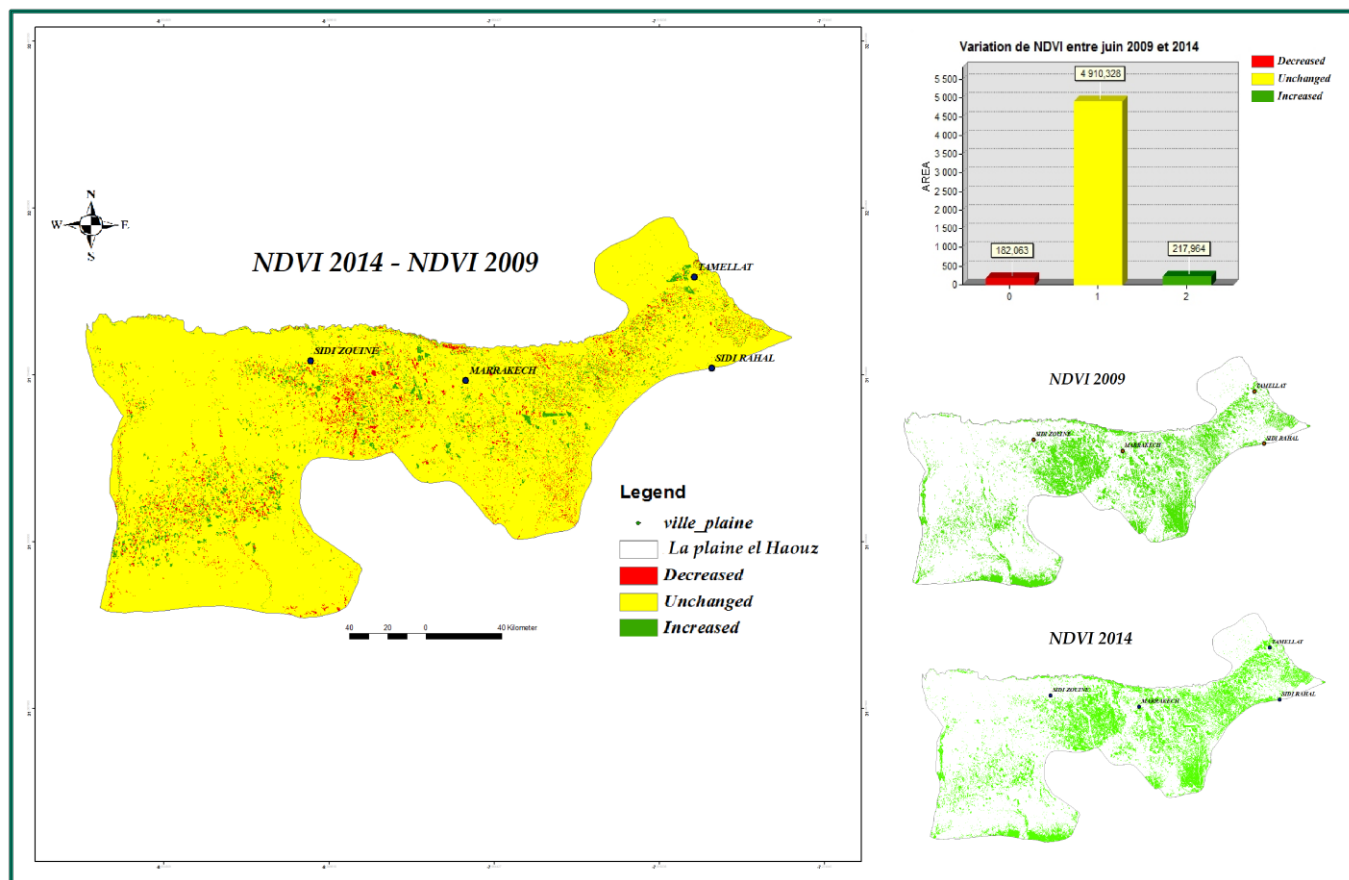 N
W E
S
NDVI 2014 - NDVI 2009
TAMELLAT
SIDI ZOUINE
MARRAKECH
SIDI RAHAL
Legend
ville_plaine
La plaine el Haouz
Decreased
Unchanged
Increased
40 20 0 40 Kilometer
Variation de NDVI entre juin 2009 et 2014
Decreased
Unchanged
Increased
4 910,328
182,063
217,964
AREA
5 500
5 000
4 500
4 000
3 500
3 000
2 500
2 000
1 500
1 000
500
0
0 1 2
NDVI 2009
TAMELLAT
SIDI ZOUINE
MARRAKECH
SIDI RAHAL
NDVI 2014
TAMELLAT
SIDI ZOUINE
MARRAKECH
SIDI RAHAL